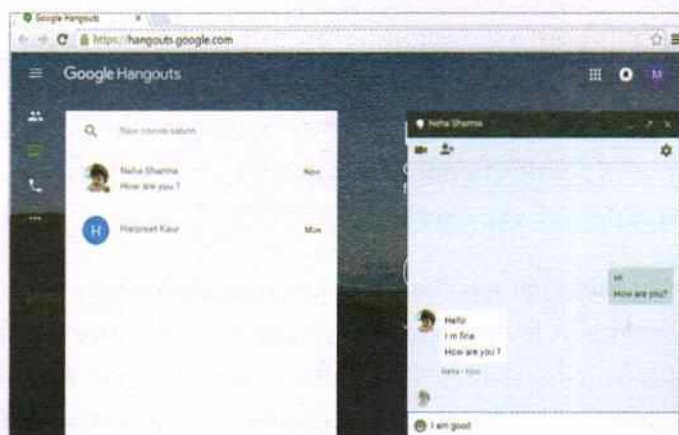 Google Hangouts
https://hangouts.google.com
Google Hangouts
M
New conversation
Neha Sharma
Now
How are you ?
H
Harpreet Kaur
Mon
Neha Sharma
Hi
How are you?
Hello
I m fine
How are you ?
I am good